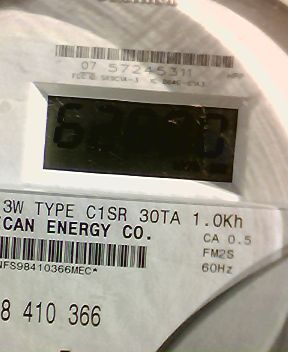 07 57245311
3W TYPE C1SR 30TA 1.0Kh
CAN ENERGY CO.
CA 0.5
FM2S
60Hz
NFS98410366MEC*
8 410 366